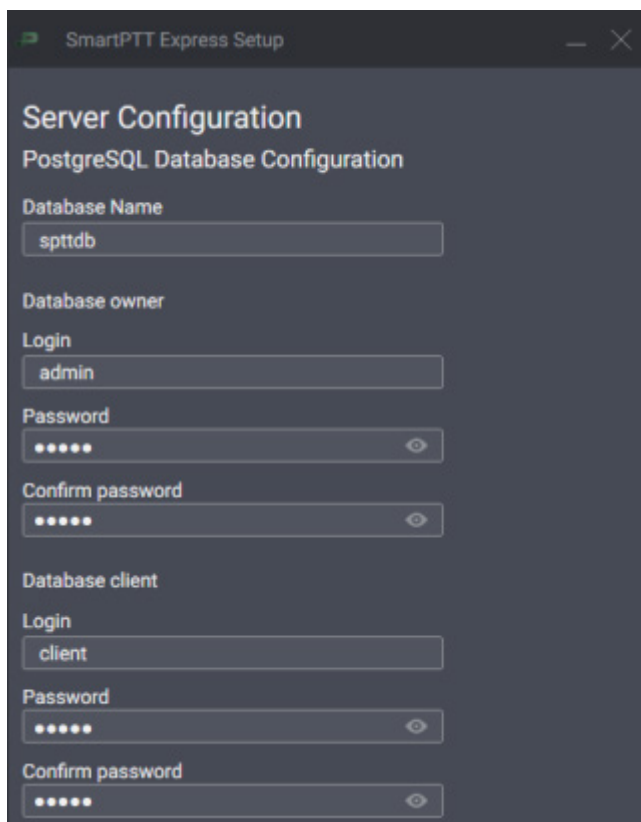 SmartPTT Express Setup
Server Configuration
PostgreSQL Database Configuration
Database Name
spttdb
Database owner
Login
admin
Password
•••••
Confirm password
•••••
Database client
Login
client
Password
•••••
Confirm password
•••••